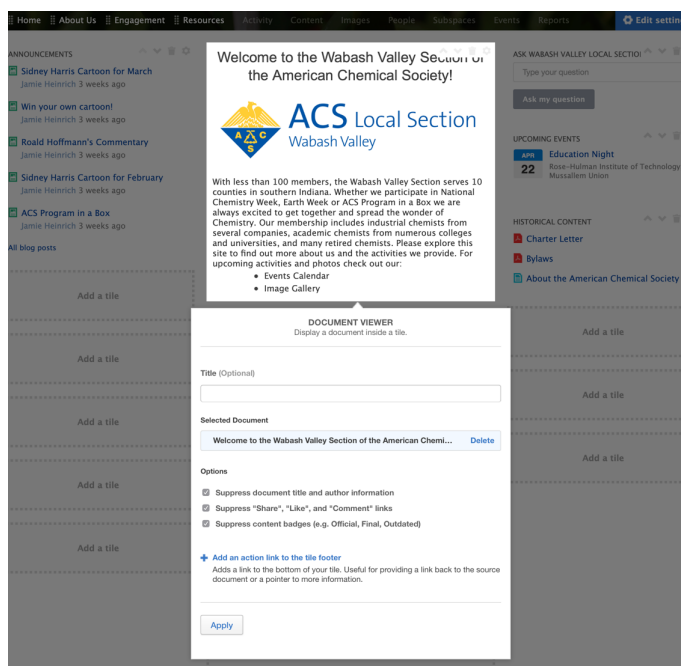 Home About Us Engagement Resources Activity Content Images People Subspaces Events Reports Edit settin
ANNOUNCEMENTS
Sidney Harris Cartoon for March
Jamie Heinrich 3 weeks ago
Win your own cartoon!
Jamie Heinrich 3 weeks ago
Roald Hoffmann's Commentary
Jamie Heinrich 3 weeks ago
Sidney Harris Cartoon for February
Jamie Heinrich 3 weeks ago
ACS Program in a Box
Jamie Heinrich 3 weeks ago
All blog posts
Add a tile
Add a tile
Add a tile
Add a tile
Add a tile
Welcome to the Wabash Valley Section of
the American Chemical Society!
A C C S
ACS Local Section
Wabash Valley
With less than 100 members, the Wabash Valley Section serves 10
counties in southern Indiana. Whether we participate in National
Chemistry Week, Earth Week or ACS Program in a Box we are
always excited to get together and spread the wonder of
Chemistry. Our membership includes industrial chemists from
several companies, academic chemists from numerous colleges
and universities, and many retired chemists. Please explore this
site to find out more about us and the activities we provide. For
upcoming activities and photos check out our:
• Events Calendar
• Image Gallery
DOCUMENT VIEWER
Display a document inside a tile.
Title (Optional)
Selected Document
Welcome to the Wabash Valley Section of the American Chemi... Delete
Options
Suppress document title and author information
Suppress "Share", "Like", and "Comment" links
Suppress content badges (e.g. Official, Final, Outdated)
Add an action link to the tile footer
Adds a link to the bottom of your tile. Useful for providing a link back to the source
document or a pointer to more information.
Apply
ASK WABASH VALLEY LOCAL SECTIO
Type your question
Ask my question
UPCOMING EVENTS
APR
22
Education Night
Rose-Hulman Institute of Technology
Mussallem Union
HISTORICAL CONTENT
Charter Letter
Bylaws
About the American Chemical Society
Add a tile
Add a tile
Add a tile